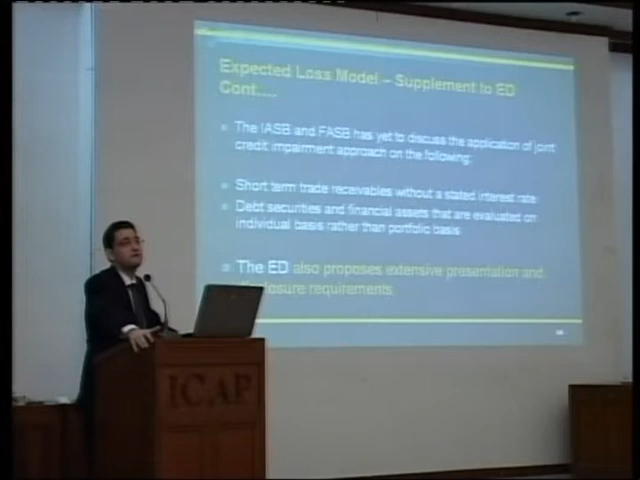 Expected Loss Model – Supplement to ED
Cont....
The IASB and FASB has yet to discuss the application of joint
credit impairment approach on the following:
Short term trade receivables without a stated interest rate
Debt securities and financial assets that are evaluated on
individual basis rather than portfolio basis
The ED also proposes extensive presentation and
disclosure requirements
ICAP